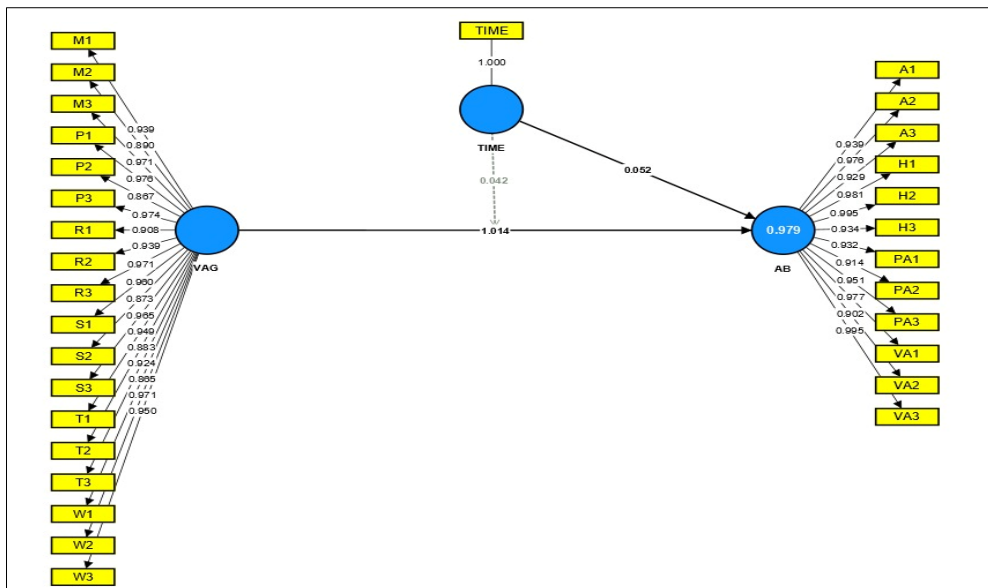 TIME
1.000
TIME
0.042
0.052
M1
M2
M3
P1
P2
P3
R1
R2
R3
S1
S2
S3
T1
T2
T3
W1
W2
W3
0.939
0.890
0.971
0.976
0.867
0.974
0.908
0.939
0.971
0.960
0.873
0.965
0.949
0.883
0.924
0.865
0.971
0.950
VAG
1.014
0.979
AB
0.939
0.976
0.929
0.981
0.995
0.934
0.932
0.914
0.951
0.977
0.902
0.995
A1
A2
A3
H1
H2
H3
PA1
PA2
PA3
VA1
VA2
VA3